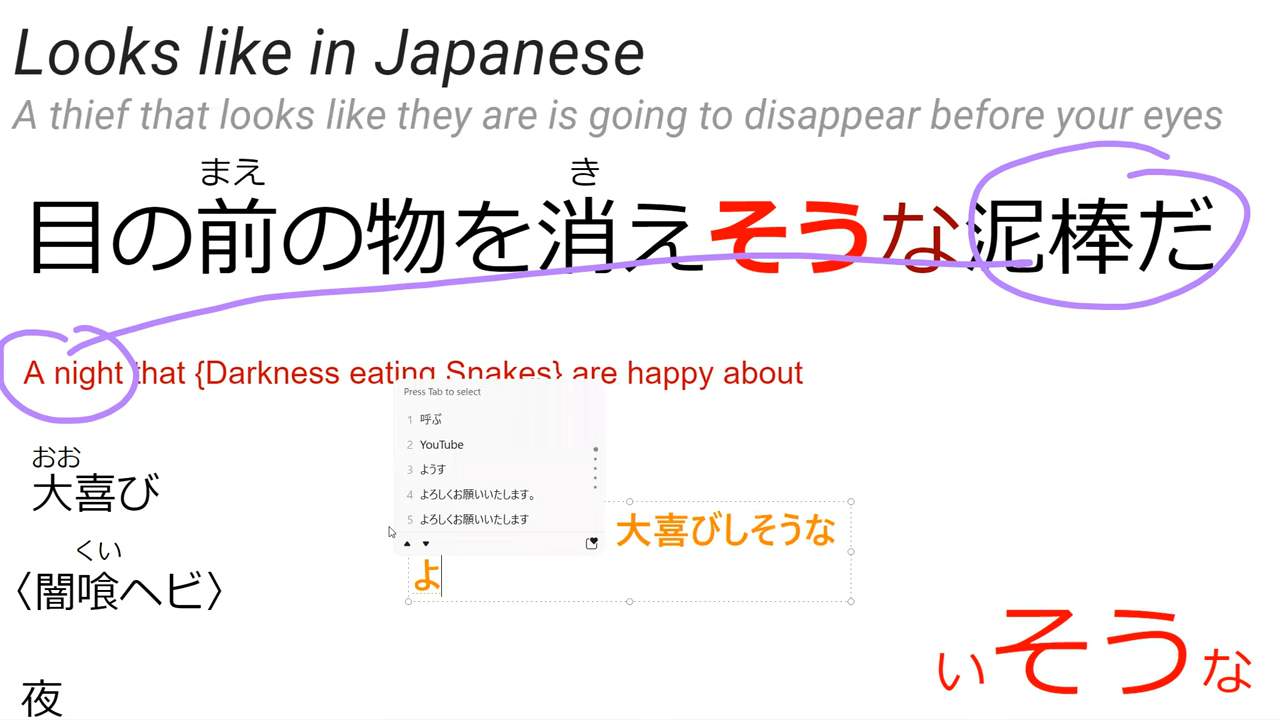 Looks like in Japanese
A thief that looks like they are is going to disappear before your eyes
まえ き
目の前の物を消えそうな泥棒だ
A night that {Darkness eating Snakes} are happy about
Press Tab to select
1 呼ぶ
2 YouTube
3 ようす
4 よろしくお願いいたします。
5 よろしくお願いいたします
おお
大喜び
大喜びしそうな
よ
くい
〈闇喰ヘビ〉
いそうな
夜